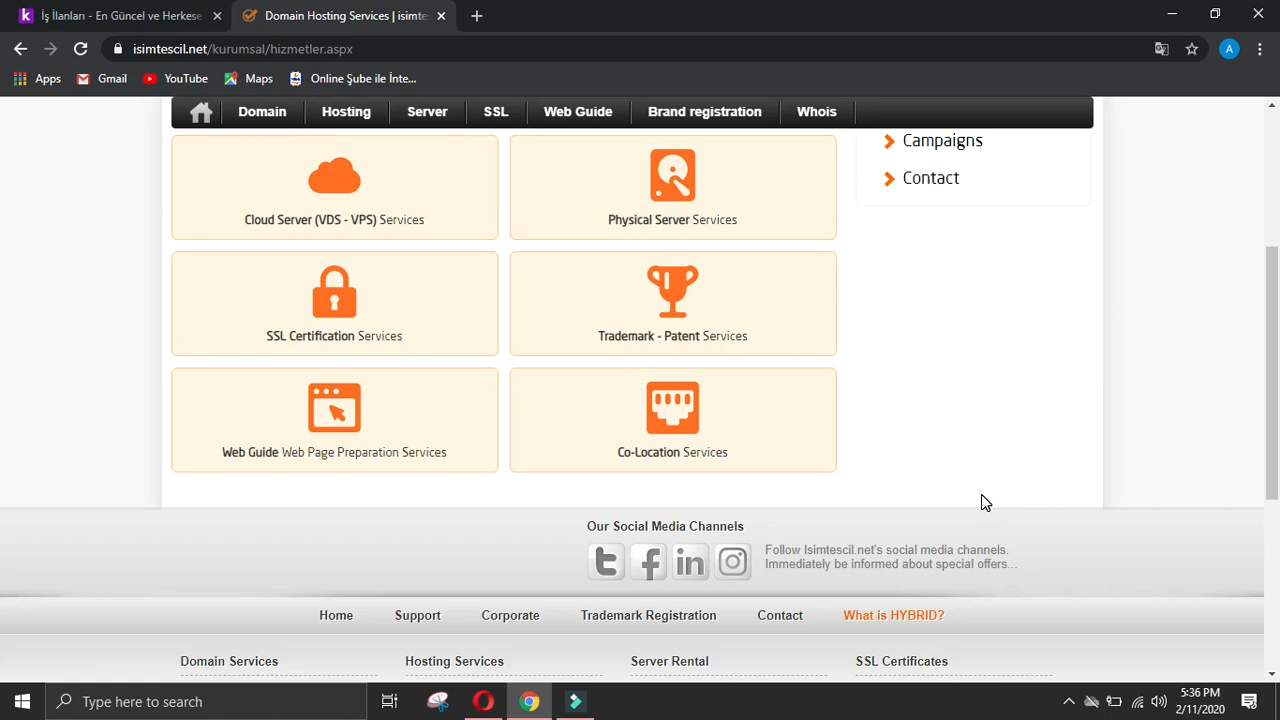 İş İlanları - En Güncel ve Herkese
Domain Hosting Services | isimte
isimtescil.net/kurumsal/hizmetler.aspx
A
Apps
Gmail
YouTube
Maps
Online Şube ile İnte...
Domain
Hosting
Server
SSL
Web Guide
Brand registration
Whois
Campaigns
Contact
Cloud Server (VDS - VPS) Services
Physical Server Services
SSL Certification Services
Trademark - Patent Services
Web Guide Web Page Preparation Services
Co-Location Services
Our Social Media Channels
Follow Isimtescil.net's social media channels.
Immediately be informed about special offers...
Home
Support
Corporate
Trademark Registration
Contact
What is HYBRID?
Domain Services
Hosting Services
Server Rental
SSL Certificates
Type here to search
5:36 PM
2/11/2020